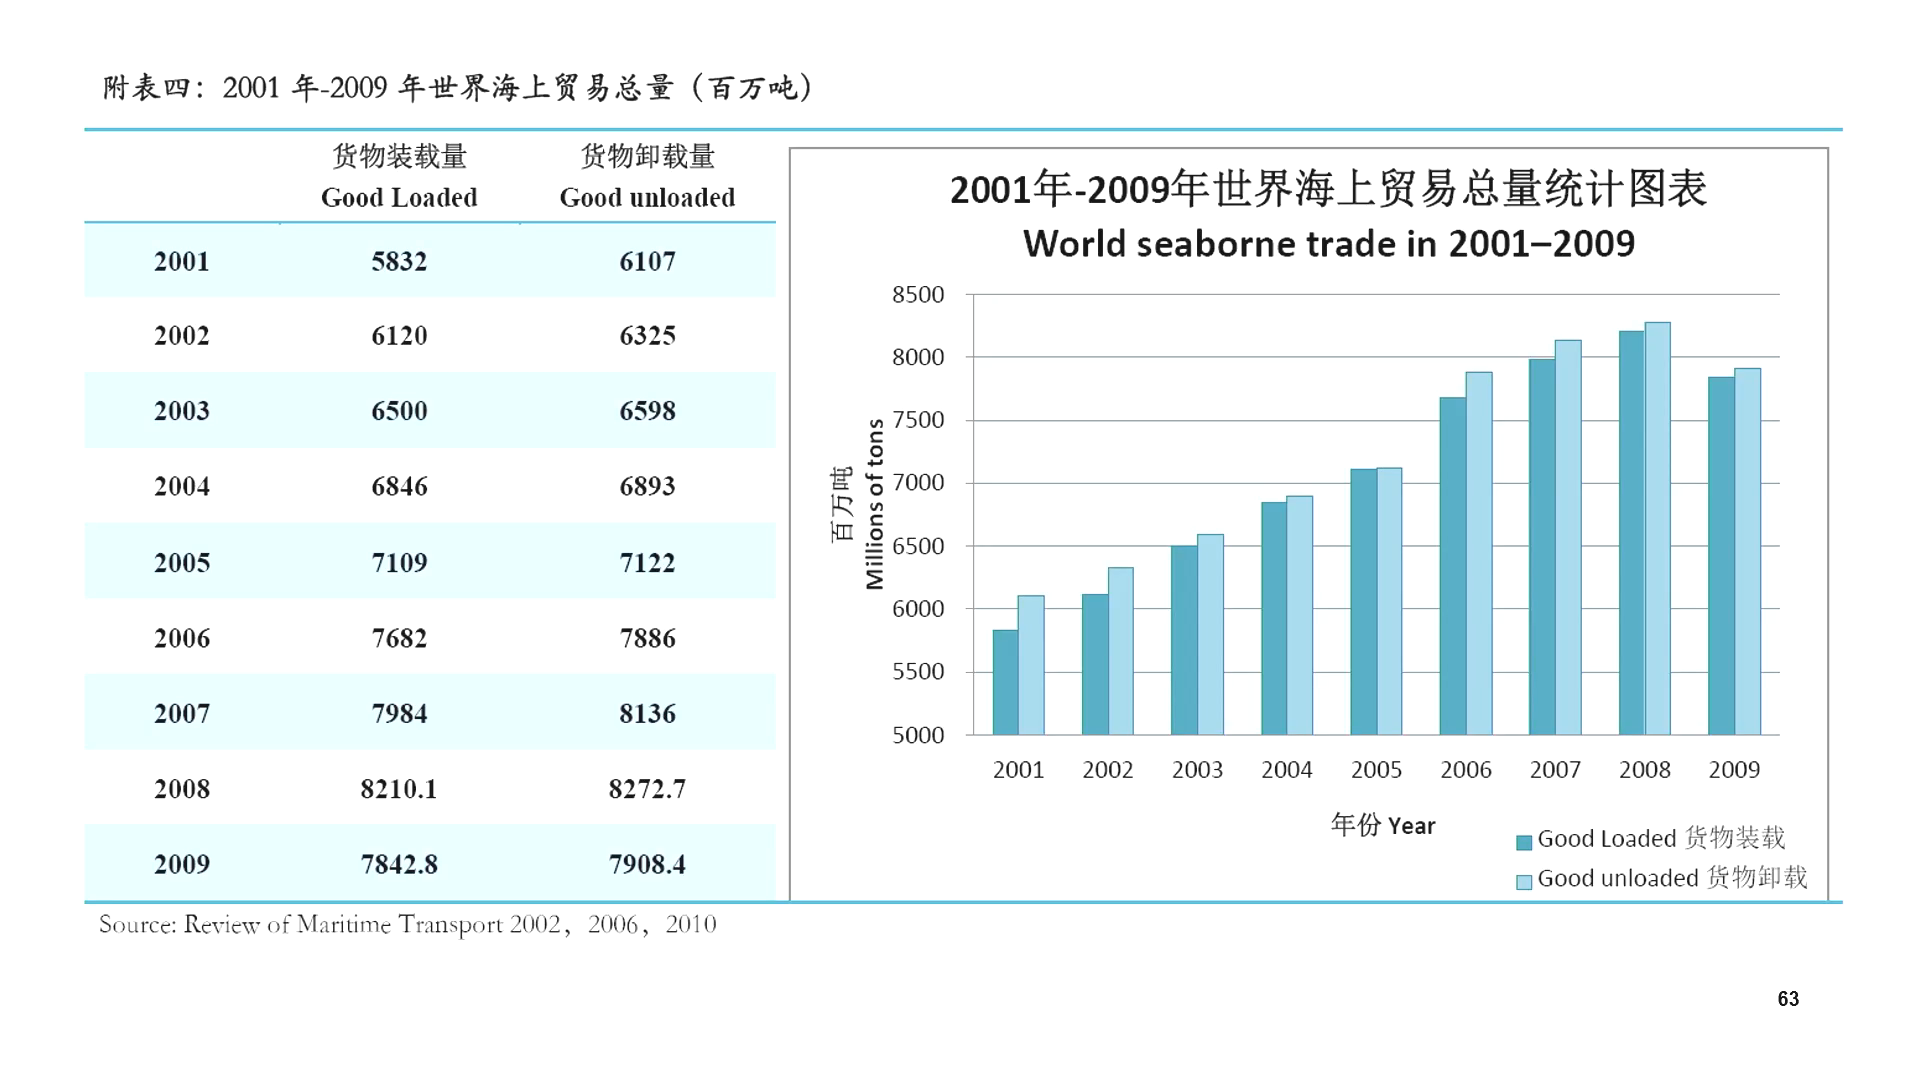 附表四：2001 年-2009 年世界海上贸易总量（百万吨）
货物装载量 货物卸载量
Good Loaded Good unloaded
2001 5832 6107
2002 6120 6325
2003 6500 6598
2004 6846 6893
2005 7109 7122
2006 7682 7886
2007 7984 8136
2008 8210.1 8272.7
2009 7842.8 7908.4
2001年-2009年世界海上贸易总量统计图表
World seaborne trade in 2001–2009
百万吨
Millions of tons
8500
8000
7500
7000
6500
6000
5500
5000
2001 2002 2003 2004 2005 2006 2007 2008 2009
年份 Year
Good Loaded 货物装载
Good unloaded 货物卸载
Source: Review of Maritime Transport 2002，2006，2010
63